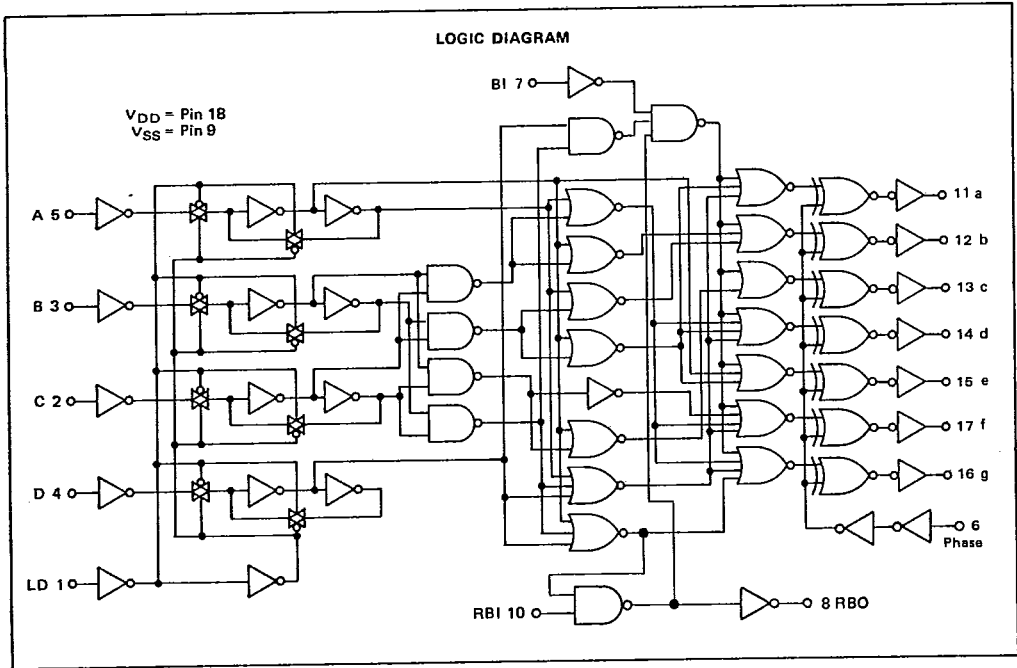 LOGIC DIAGRAM
BI 7
VDD = Pin 18
VSS = Pin 9
A 5
B 3
C 2
D 4
LD 1
RBI 10
11 a
12 b
13 c
14 d
15 e
17 f
16 g
6
Phase
8 RBO